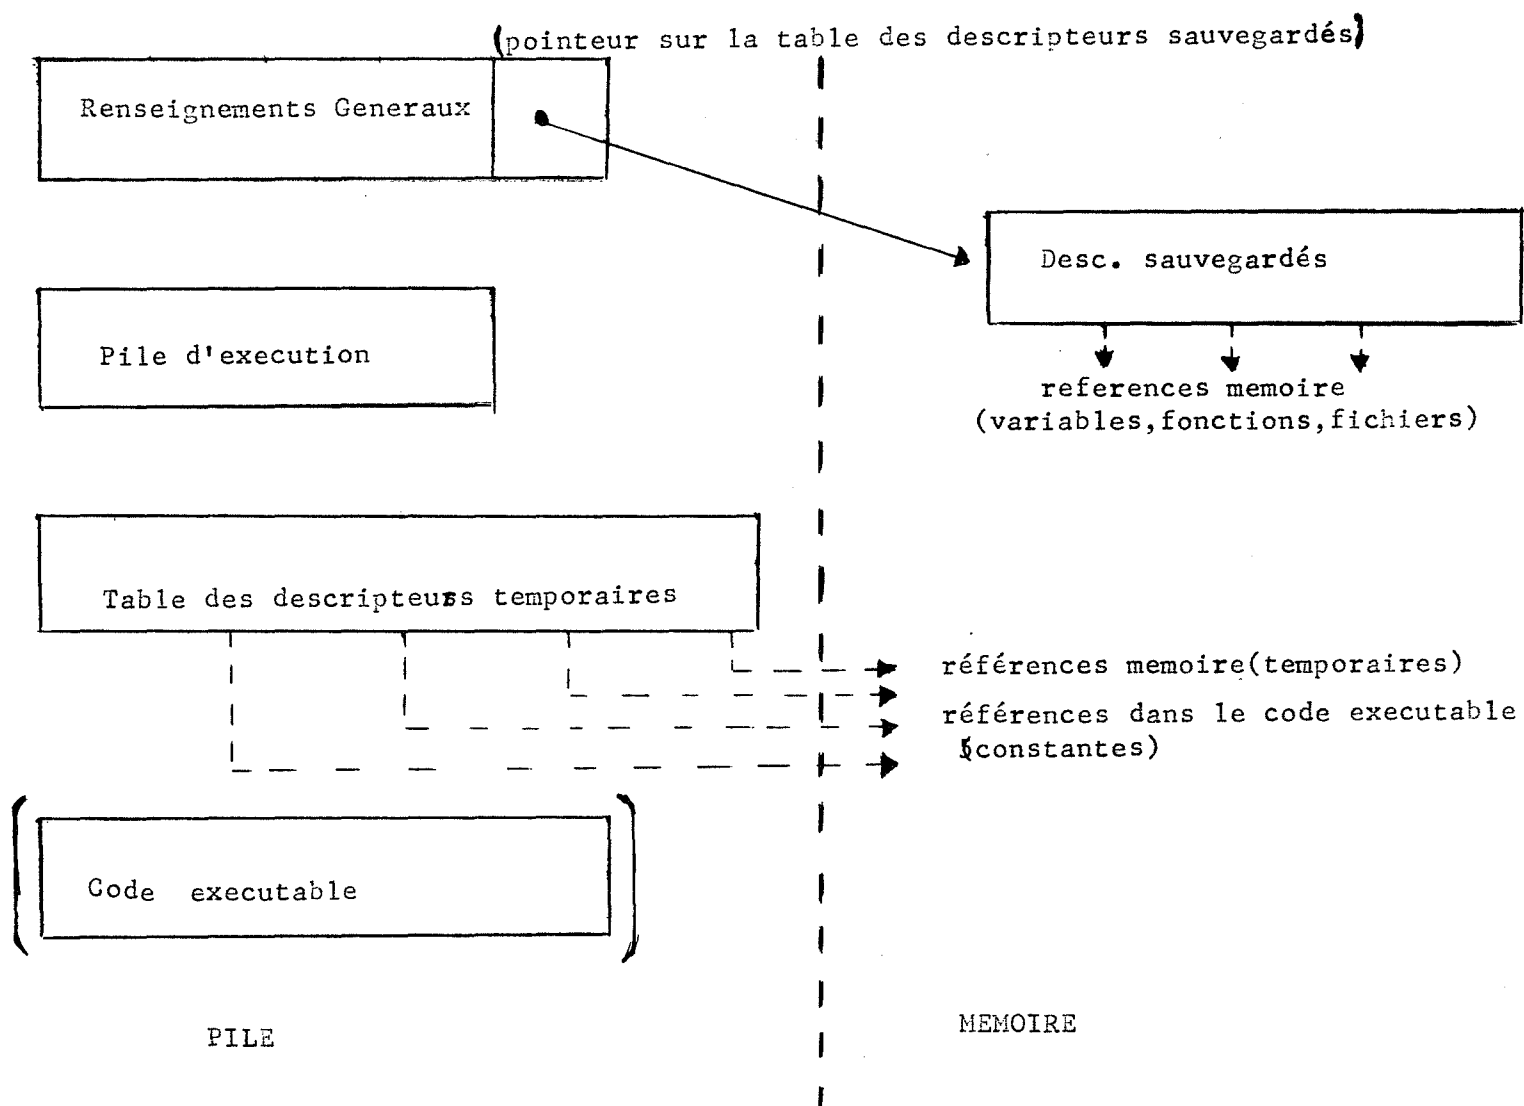 (pointeur sur la table des descripteurs sauvegardés)
Renseignements Generaux
Desc. sauvegardés
Pile d'execution
references memoire
(variables,fonctions,fichiers)
Table des descripteurs temporaires
références memoire(temporaires)
références dans le code executable
(constantes)
Code executable
PILE
MEMOIRE